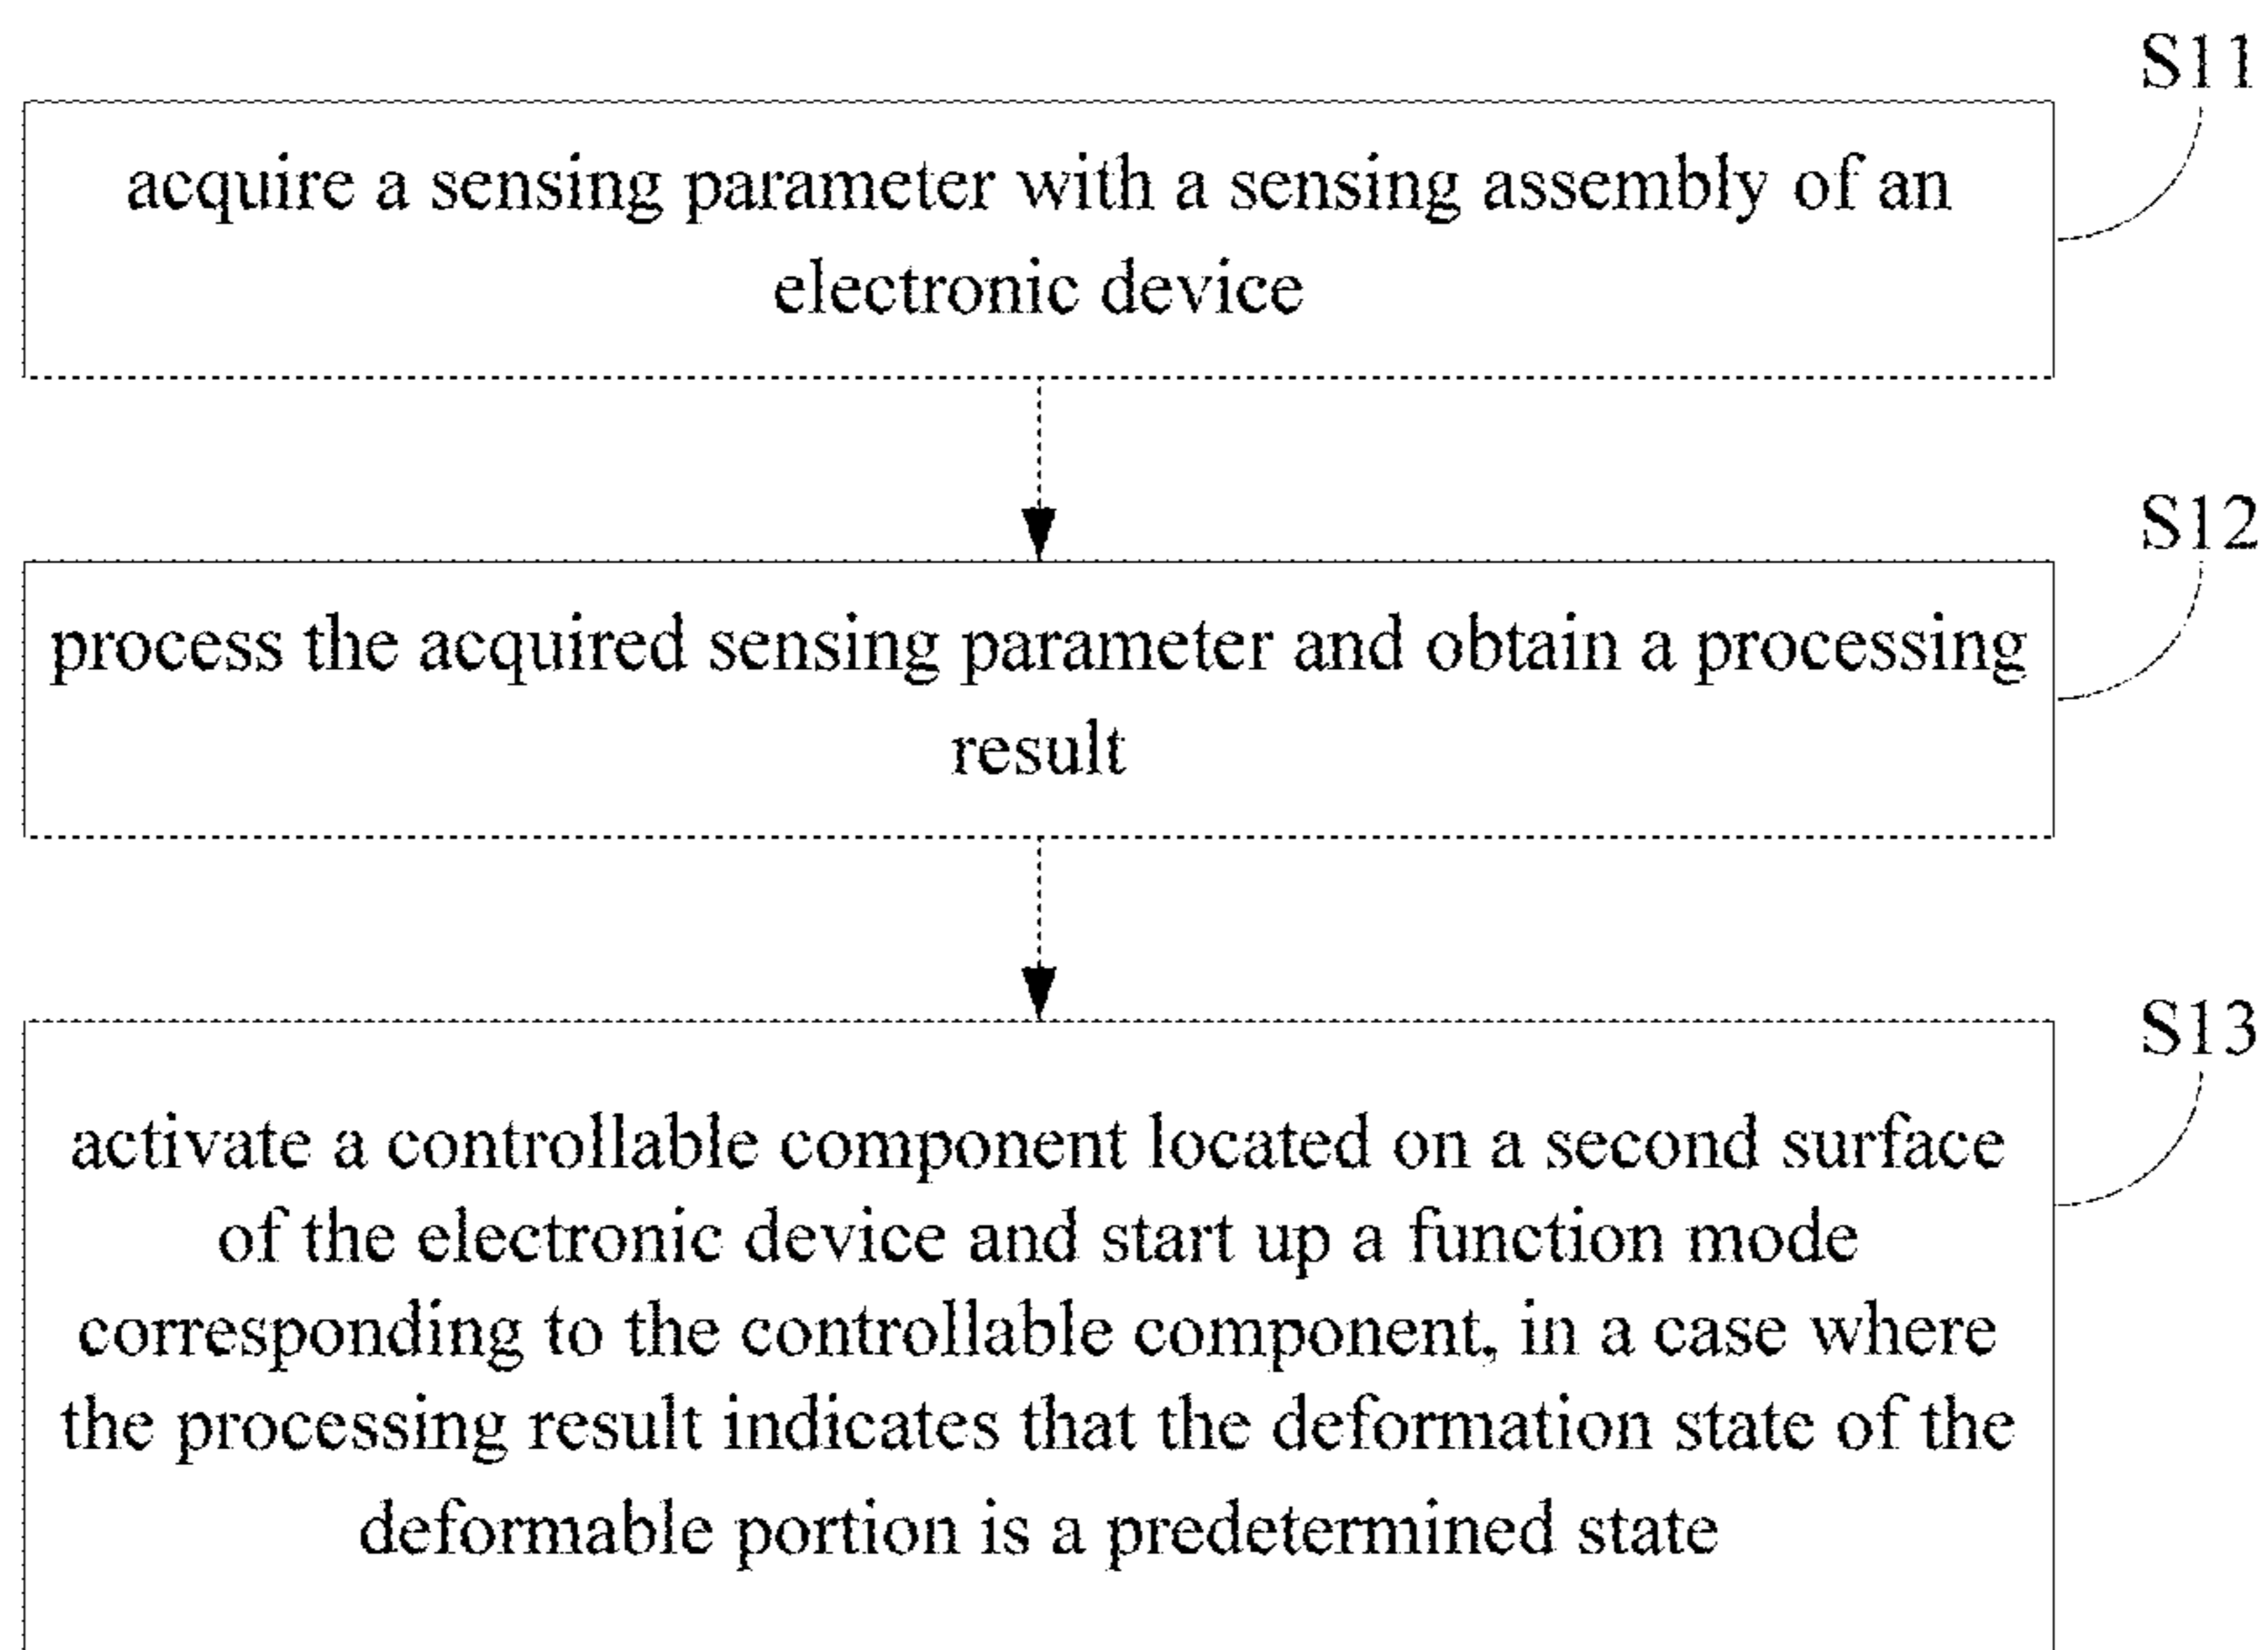 S11
acquire a sensing parameter with a sensing assembly of an
electronic device
S12
process the acquired sensing parameter and obtain a processing
result
S13
activate a controllable component located on a second surface
of the electronic device and start up a function mode
corresponding to the controllable component, in a case where
the processing result indicates that the deformation state of the
deformable portion is a predetermined state